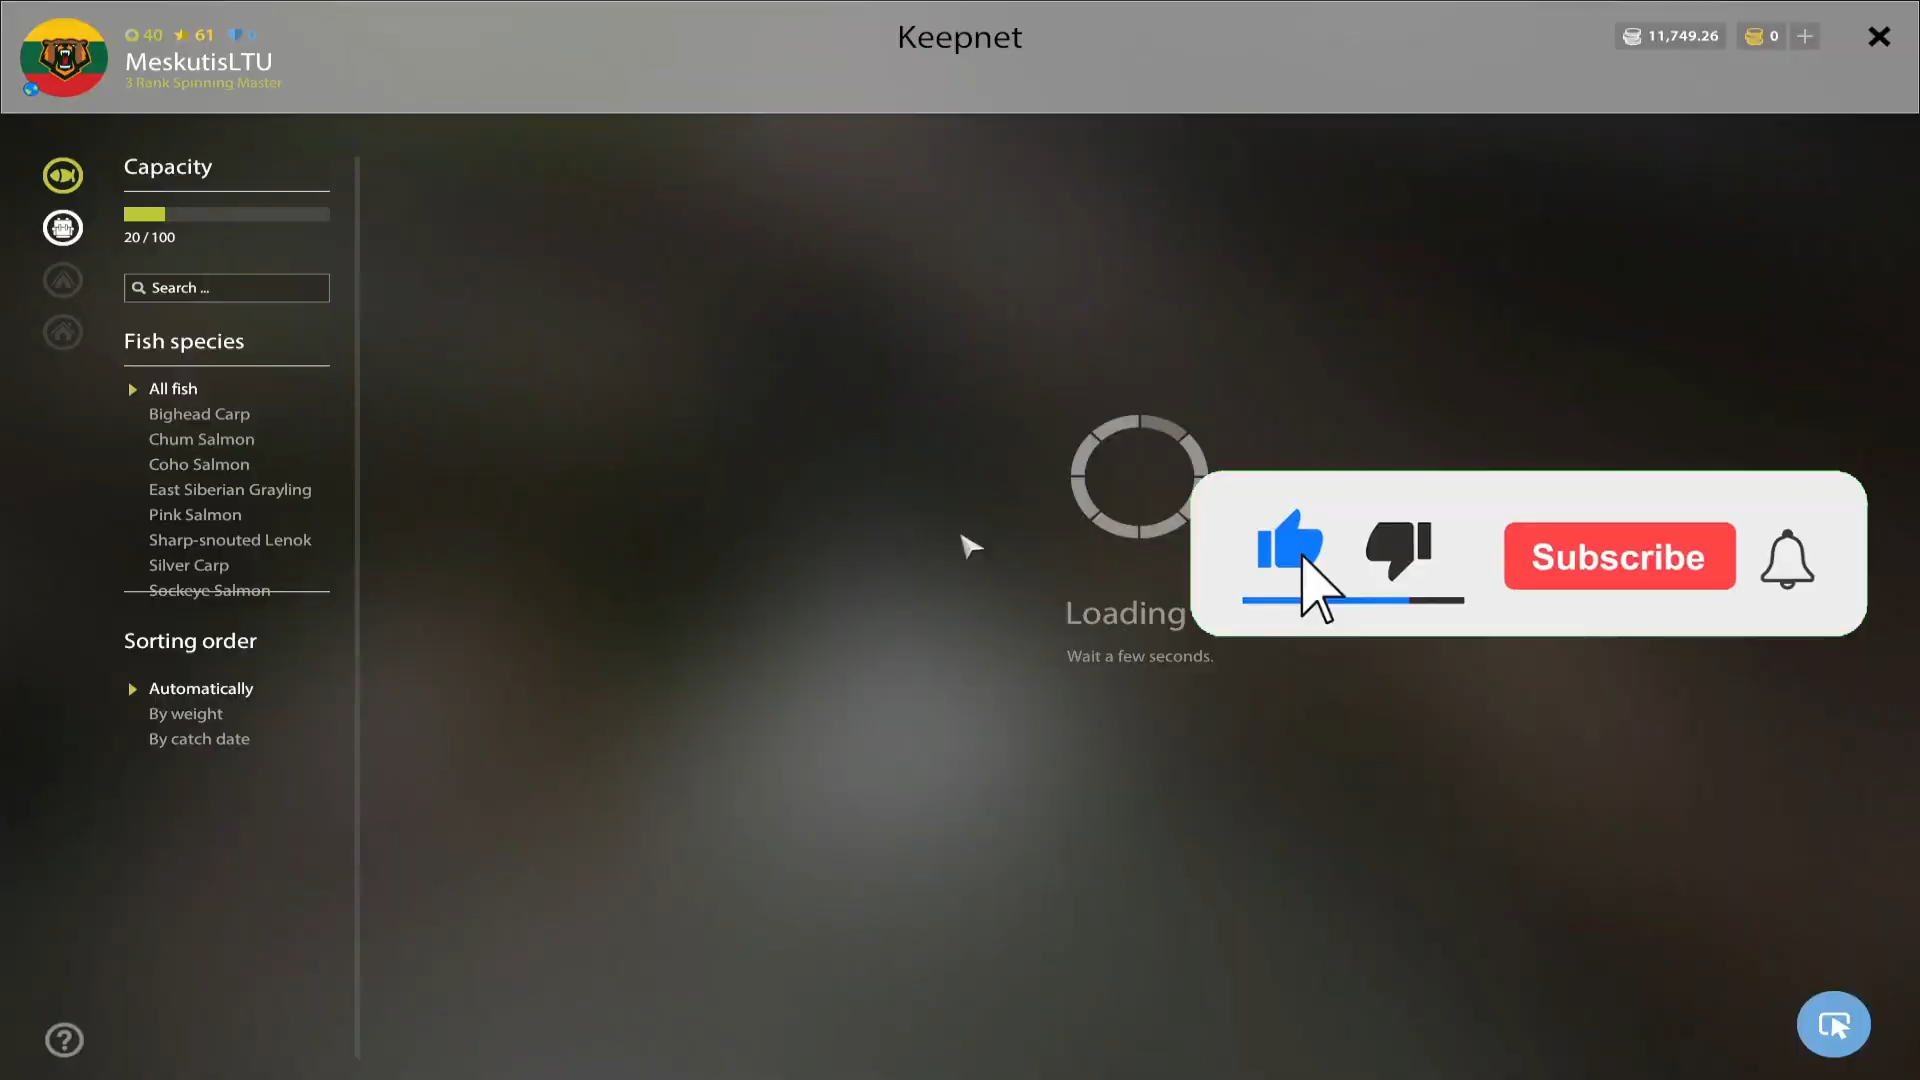 40 61 0
MeskutisLTU
3 Rank Spinning Master
Keepnet
11,749.26 0
Capacity
20 / 100
Search ...
Fish species
All fish
Bighead Carp
Chum Salmon
Coho Salmon
East Siberian Grayling
Pink Salmon
Sharp-snouted Lenok
Silver Carp
Sockeye Salmon
Sorting order
Automatically
By weight
By catch date
Loading
Wait a few seconds.
Subscribe
?